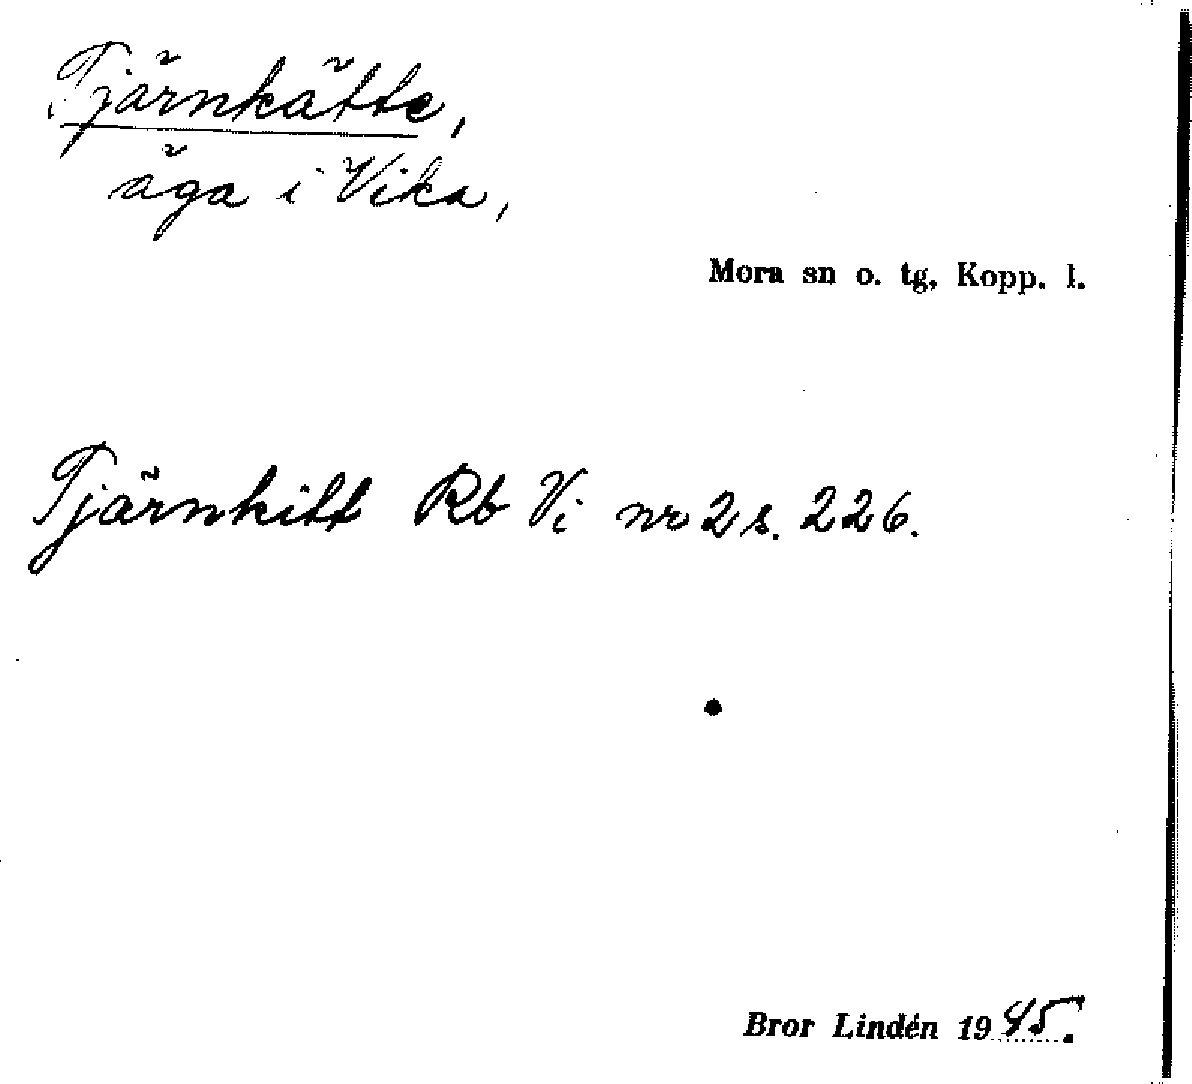 Tjärnkätte,
äga i Vika,
Mora sn o. tg, Kopp. l.
Tjärnkitt Rb Vi nr 2 s. 226.
Bror Lindén 1945.